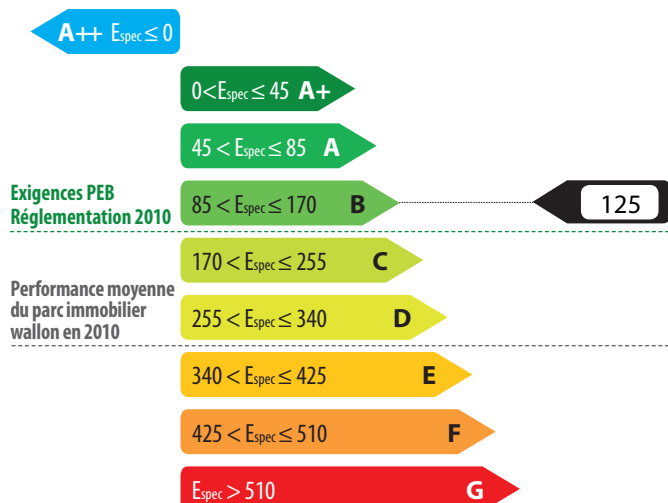 A++ Espec ≤ 0
0<Espec ≤ 45 A+
45 < Espec ≤ 85 A
Exigences PEB
Réglementation 2010
85 < Espec ≤ 170 B
125
170 < Espec ≤ 255 C
Performance moyenne
du parc immobilier
wallon en 2010
255 < Espec ≤ 340 D
340 < Espec ≤ 425 E
425 < Espec ≤ 510 F
Espec > 510 G